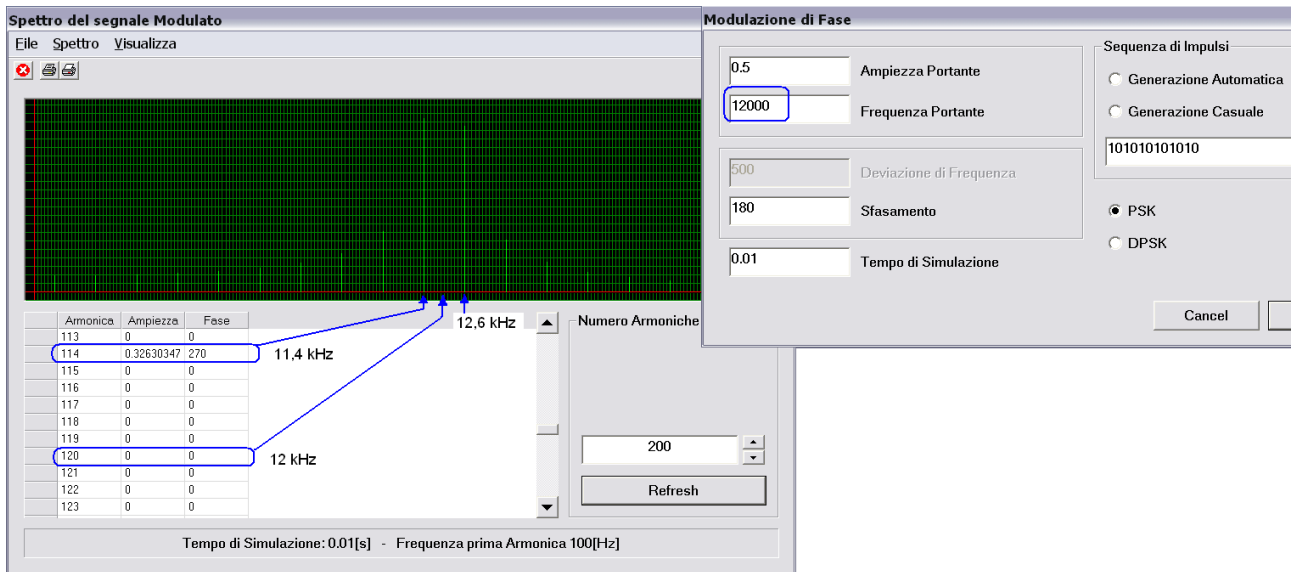 Spettro del segnale Modulato
File Spettro Visualizza
12,6 kHz
Armonica Ampiezza Fase
113 0 0
114 0.32630347 270
115 0 0
116 0 0
117 0 0
118 0 0
119 0 0
120 0 0
121 0 0
122 0 0
123 0 0
11,4 kHz
12 kHz
Numero Armoniche
200
Refresh
Tempo di Simulazione: 0.01[s] - Frequenza prima Armonica 100[Hz]
Modulazione di Fase
0.5 Ampiezza Portante
12000 Frequenza Portante
500 Deviazione di Frequenza
180 Sfasamento
0.01 Tempo di Simulazione
Sequenza di Impulsi
Generazione Automatica
Generazione Casuale
101010101010
PSK
DPSK
Cancel